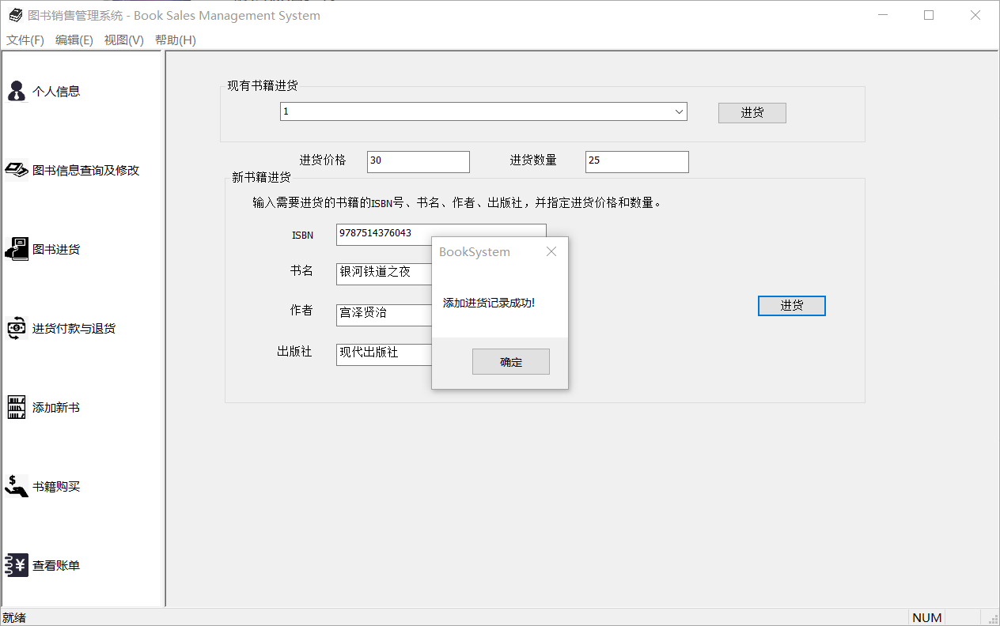 图书销售管理系统 - Book Sales Management System
文件(F) 编辑(E) 视图(V) 帮助(H)
个人信息
图书信息查询及修改
图书进货
进货付款与退货
添加新书
书籍购买
查看账单
现有书籍进货
1
进货
进货价格 30 进货数量 25
新书籍进货
输入需要进货的书籍的ISBN号、书名、作者、出版社，并指定进货价格和数量。
ISBN 9787514376043
书名 银河铁道之夜
作者 宫泽贤治
出版社 现代出版社
进货
BookSystem
添加进货记录成功!
确定
就绪 NUM